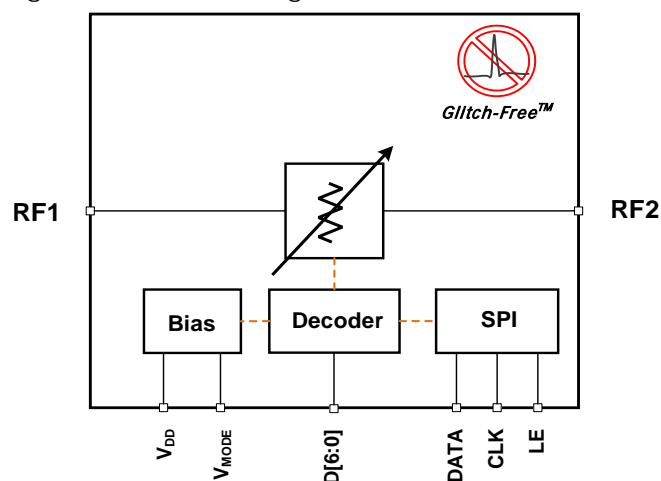 Glitch-Free™
RF1
RF2
Bias
Decoder
SPI
VDD
VMODE
D[6:0]
DATA
CLK
LE